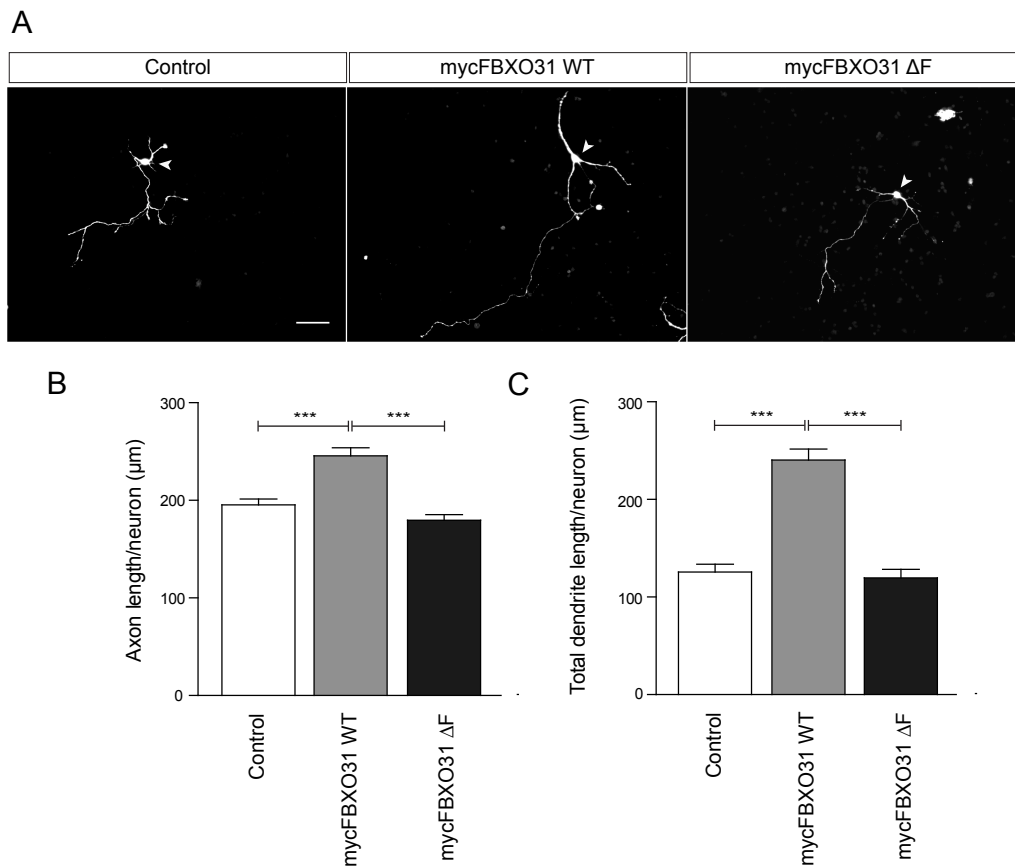 A
Control
mycFBXO31 WT
mycFBXO31 ΔF
B
300
200
100
0
Axon length/neuron (µm)
***
***
Control
mycFBXO31 WT
mycFBXO31 ΔF
C
300
200
100
0
Total dendrite length/neuron (µm)
***
***
Control
mycFBXO31 WT
mycFBXO31 ΔF